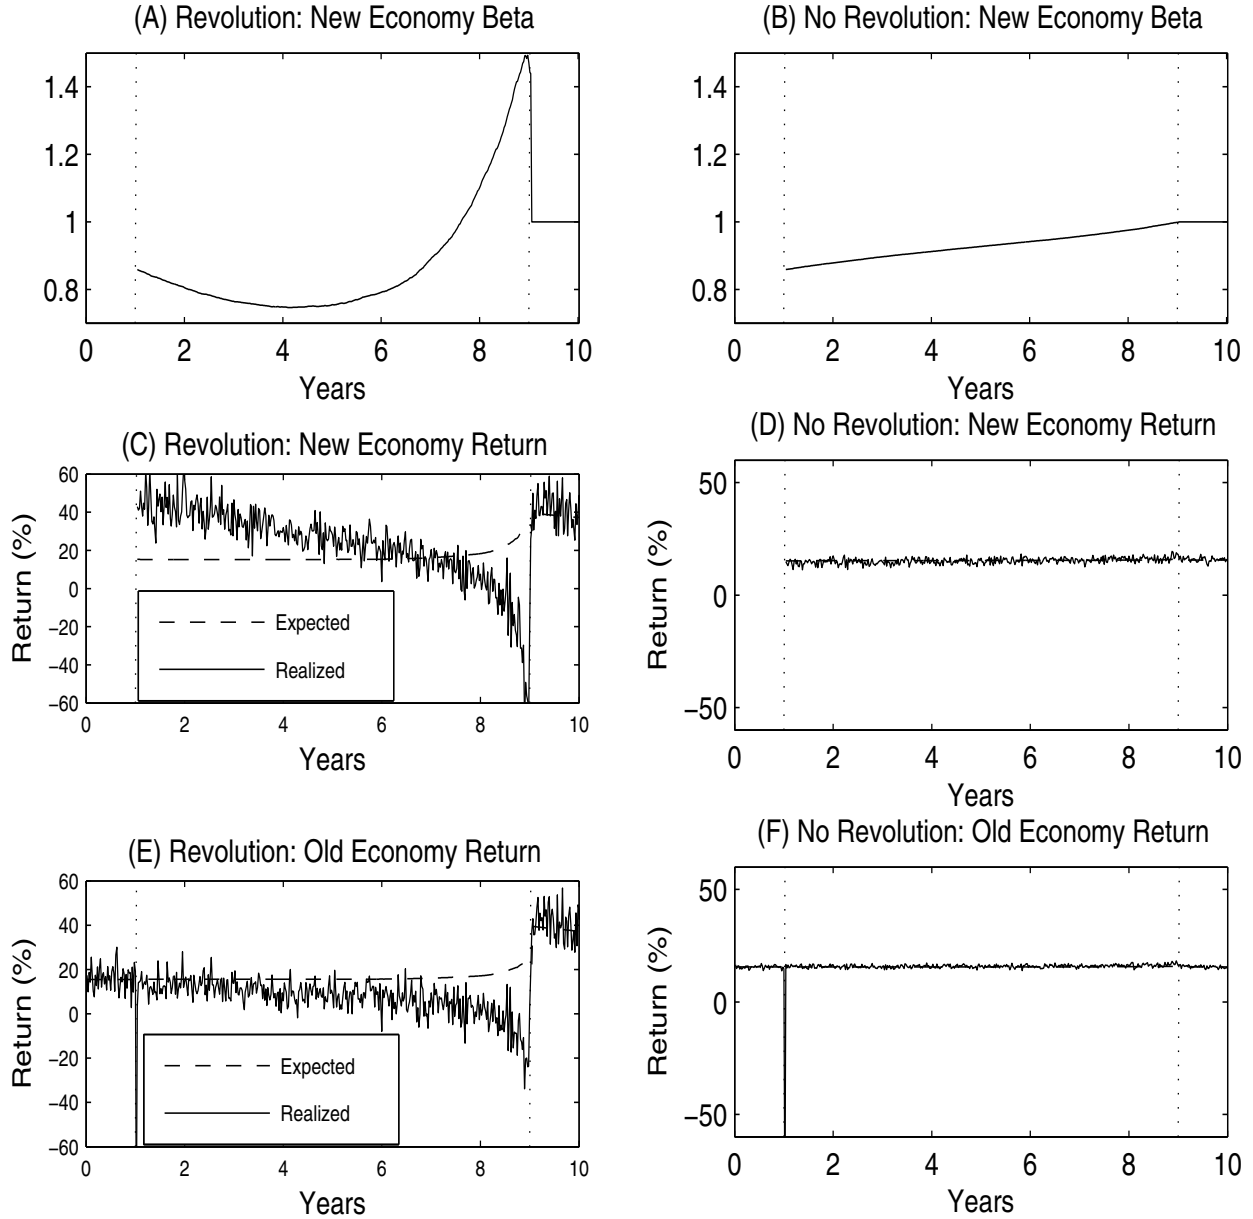 (A) Revolution: New Economy Beta
1.4
1.2
1
0.8
0 2 4 6 8 10
Years
(B) No Revolution: New Economy Beta
1.4
1.2
1
0.8
0 2 4 6 8 10
Years
(C) Revolution: New Economy Return
Return (%)
60
40
20
0
−20
−40
−60
Expected
Realized
0 2 4 6 8 10
Years
(D) No Revolution: New Economy Return
Return (%)
50
0
−50
0 2 4 6 8 10
Years
(E) Revolution: Old Economy Return
Return (%)
60
40
20
0
−20
−40
−60
Expected
Realized
0 2 4 6 8 10
Years
(F) No Revolution: Old Economy Return
Return (%)
50
0
−50
0 2 4 6 8 10
Years